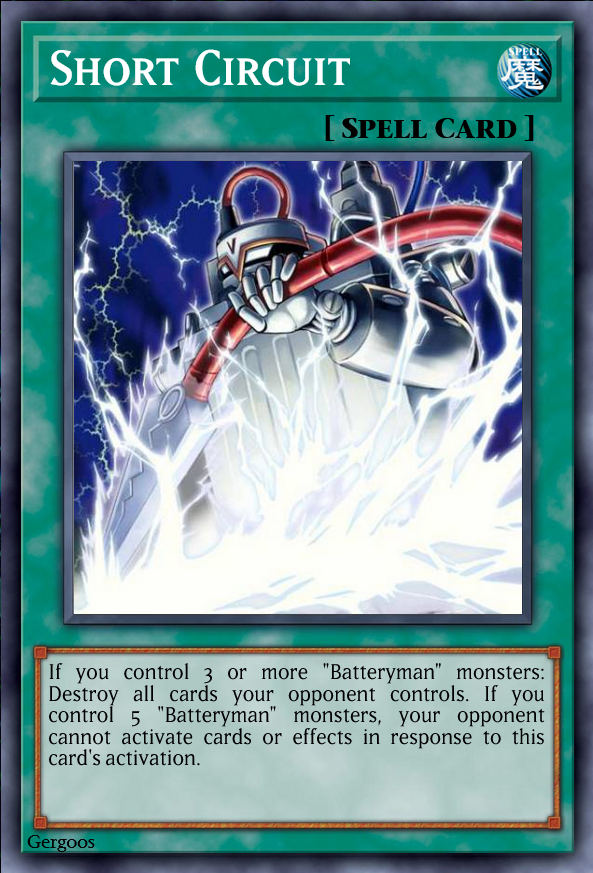 Short Circuit
SPELL
魔
[ Spell Card ]
If you control 3 or more "Batteryman" monsters:
Destroy all cards your opponent controls. If you
control 5 "Batteryman" monsters, your opponent
cannot activate cards or effects in response to this
card's activation.
Gergoos